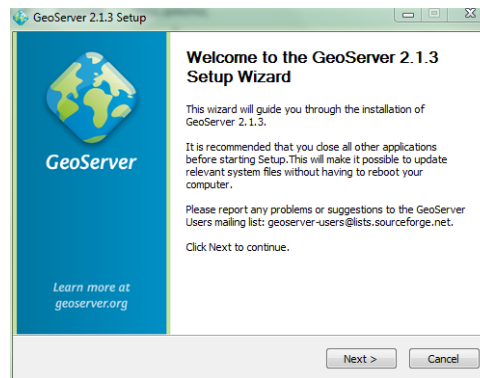 GeoServer 2.1.3 Setup
GeoServer
Learn more at
geoserver.org
Welcome to the GeoServer 2.1.3
Setup Wizard
This wizard will guide you through the installation of
GeoServer 2.1.3.
It is recommended that you close all other applications
before starting Setup.This will make it possible to update
relevant system files without having to reboot your
computer.
Please report any problems or suggestions to the GeoServer
Users mailing list: geoserver-users@lists.sourceforge.net.
Click Next to continue.
Next >
Cancel